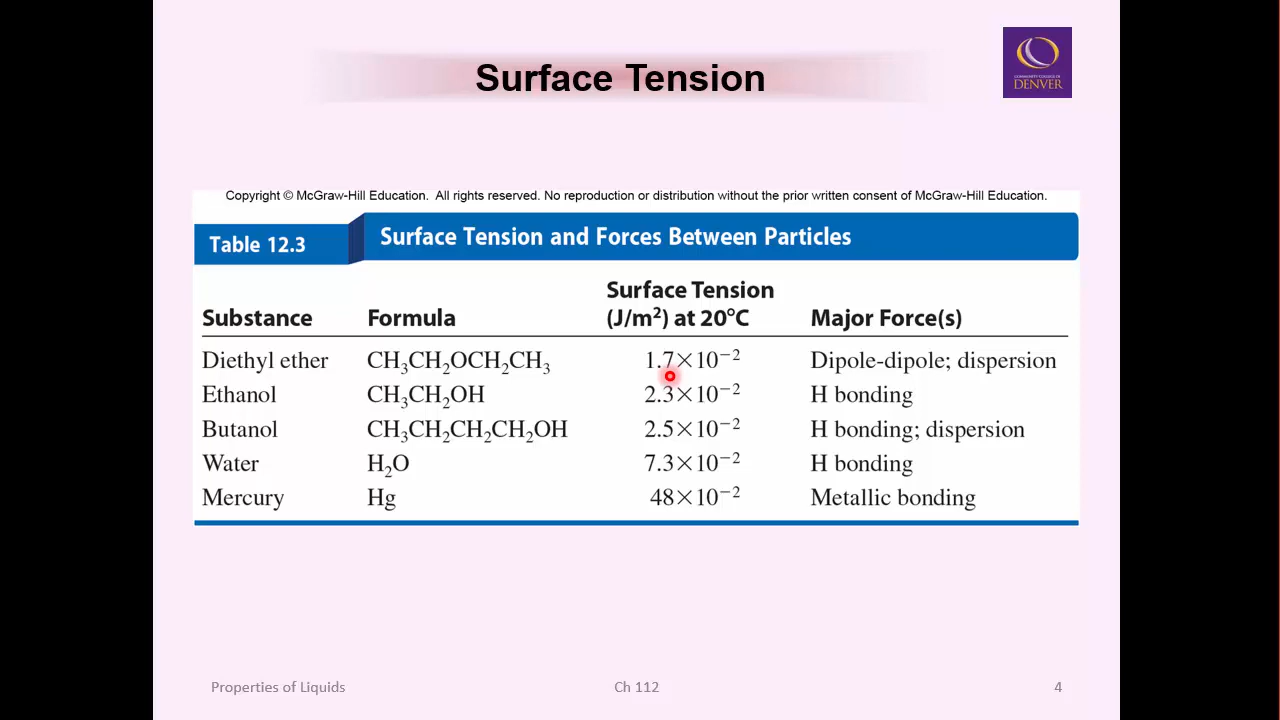 Surface Tension
COMMUNITY COLLEGE OF
DENVER
Copyright © McGraw-Hill Education. All rights reserved. No reproduction or distribution without the prior written consent of McGraw-Hill Education.
Table 12.3 Surface Tension and Forces Between Particles
Surface Tension
Substance Formula (J/m²) at 20°C Major Force(s)
Diethyl ether CH₃CH₂OCH₂CH₃ 1.7×10⁻² Dipole-dipole; dispersion
Ethanol CH₃CH₂OH 2.3×10⁻² H bonding
Butanol CH₃CH₂CH₂CH₂OH 2.5×10⁻² H bonding; dispersion
Water H₂O 7.3×10⁻² H bonding
Mercury Hg 48×10⁻² Metallic bonding
Properties of Liquids Ch 112 4